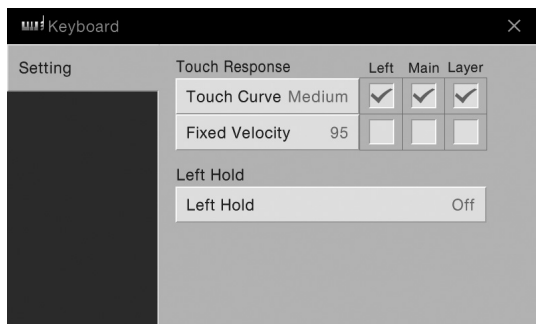 Keyboard
Setting
Touch Response Left Main Layer
Touch Curve Medium
Fixed Velocity 95
Left Hold
Left Hold Off